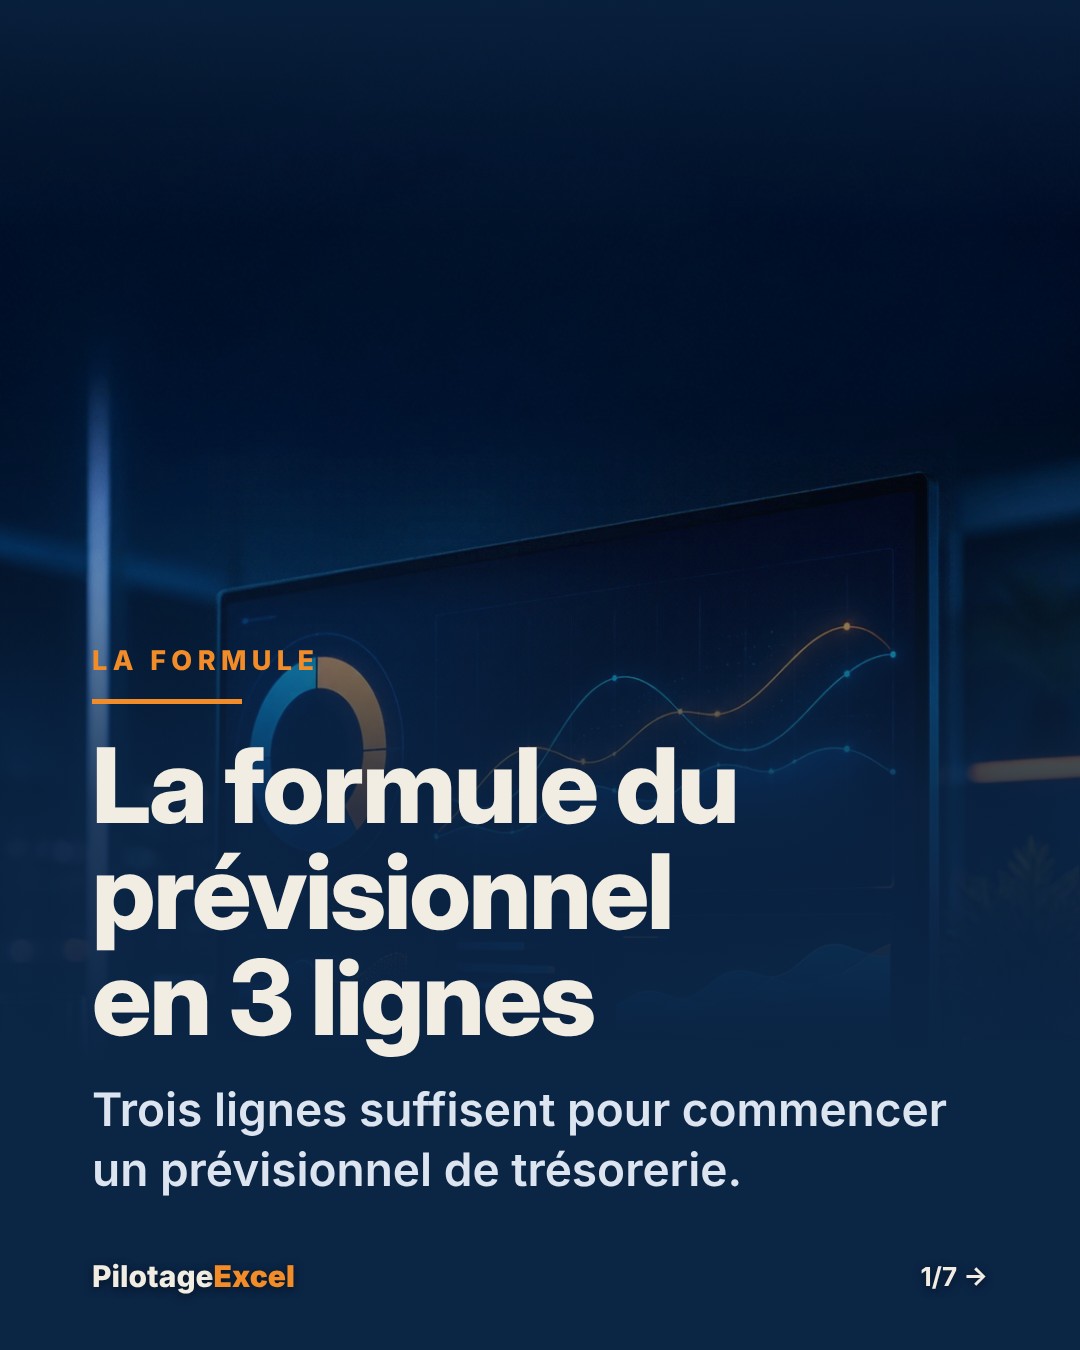 LA FORMULE
La formule du
prévisionnel
en 3 lignes
Trois lignes suffisent pour commencer
un prévisionnel de trésorerie.
PilotageExcel
1/7 →